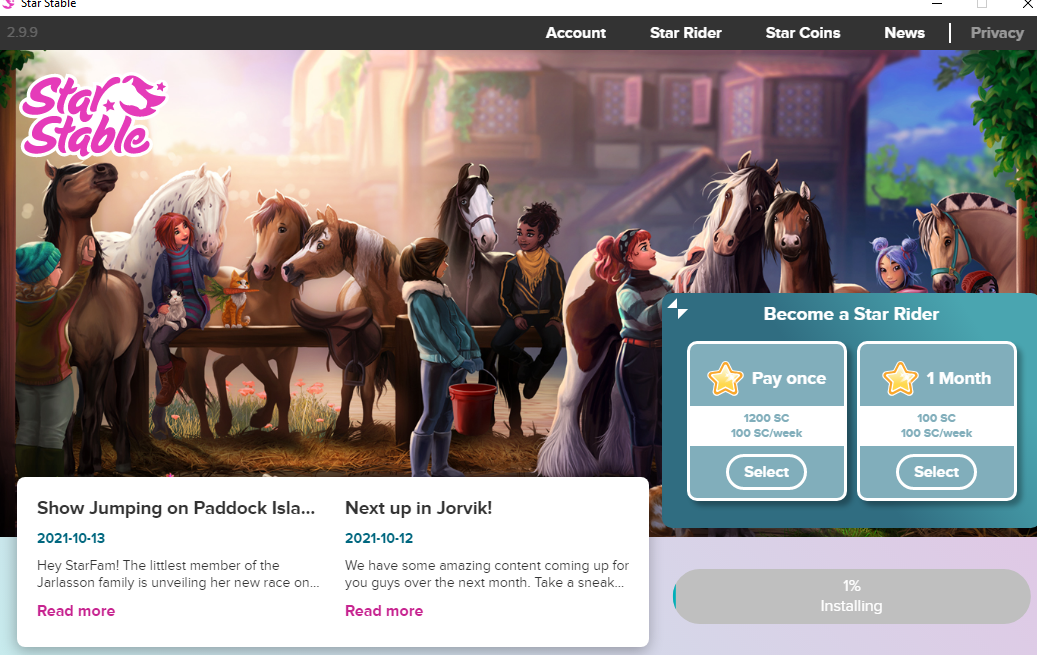 Star Stable
2.9.9
Account Star Rider Star Coins News Privacy
Star
Stable
Become a Star Rider
Pay once
1200 SC
100 SC/week
Select
1 Month
100 SC
100 SC/week
Select
Show Jumping on Paddock Isla...
2021-10-13
Hey StarFam! The littlest member of the
Jarlasson family is unveiling her new race on...
Read more
Next up in Jorvik!
2021-10-12
We have some amazing content coming up for
you guys over the next month. Take a sneak...
Read more
1%
Installing